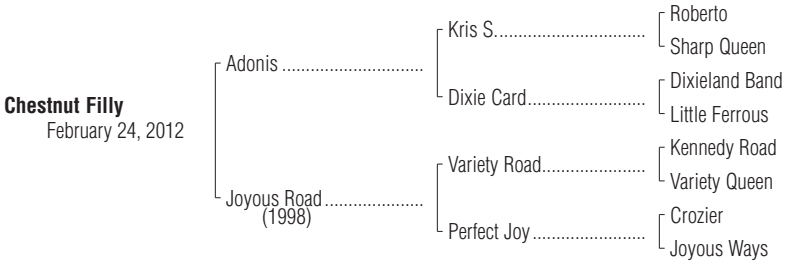 Roberto
Kris S.
Sharp Queen
Adonis
Dixieland Band
Dixie Card
Little Ferrous
Chestnut Filly
February 24, 2012
Kennedy Road
Variety Road
Variety Queen
Joyous Road
(1998)
Crozier
Perfect Joy
Joyous Ways